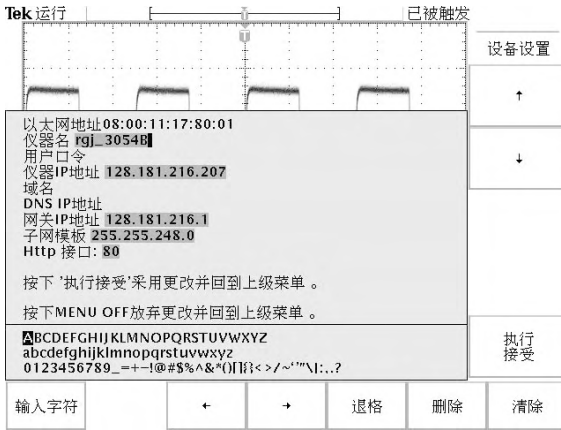 Tek 运行 已被触发
设备设置
↑
↓
以太网地址08:00:11:17:80:01
仪器名 rgj_3054B
用户口令
仪器IP地址 128.181.216.207
域名
DNS IP地址
网关IP地址 128.181.216.1
子网模板 255.255.248.0
Http 接口: 80
按下 '执行接受'采用更改并回到上级菜单。
按下MENU OFF放弃更改并回到上级菜单。
ABCDEFGHIJKLMNOPQRSTUVWXYZ
abcdefghijklmnopqrstuvwxyz
0123456789_=+-!@#$%^&*()[]{}<>/~'"\|:,.?
执行
接受
输入字符 ← → 退格 删除 清除